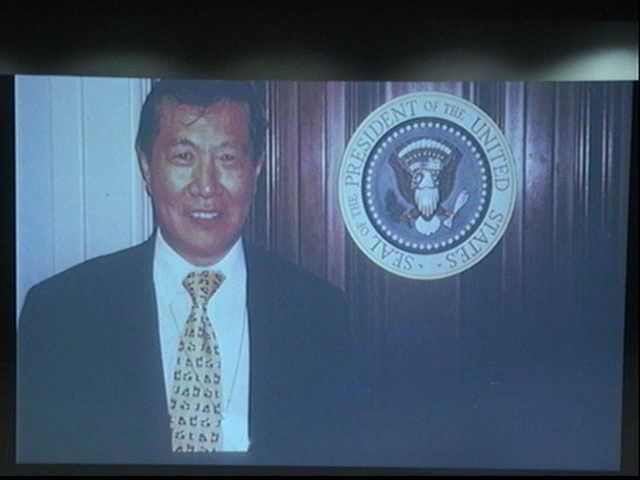 SEAL OF THE PRESIDENT OF THE UNITED STATES